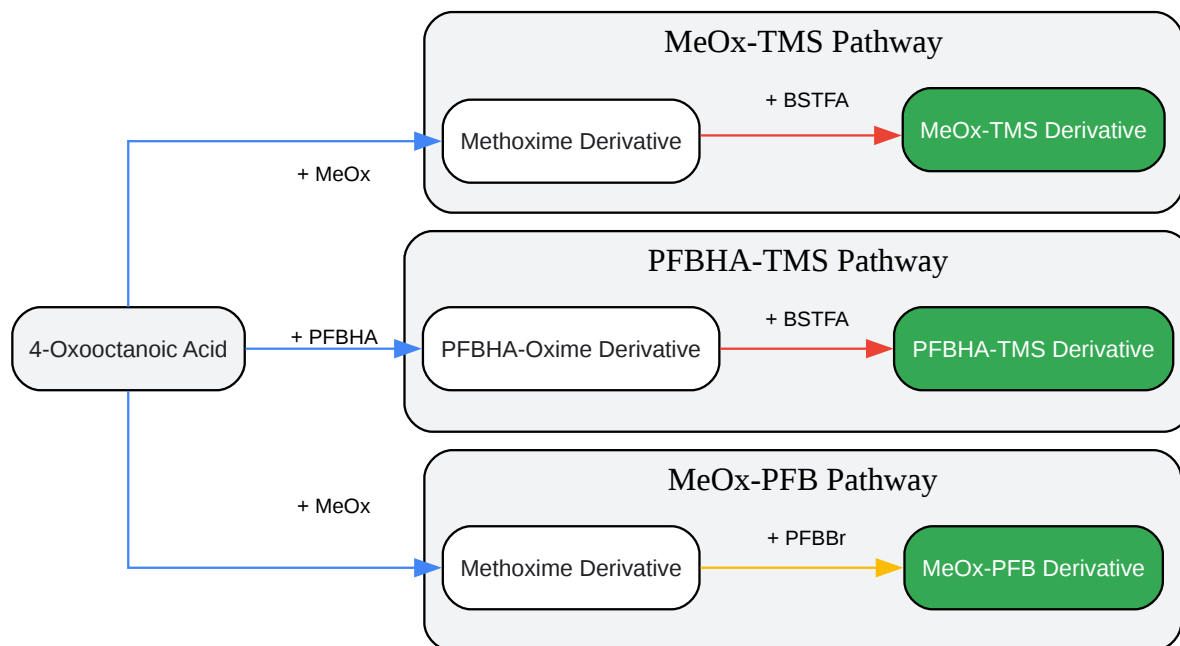 MeOx-TMS Pathway
+ BSTFA
Methoxime Derivative
MeOx-TMS Derivative
+ MeOx
PFBHA-TMS Pathway
+ BSTFA
4-Oxooctanoic Acid
+ PFBHA
PFBHA-Oxime Derivative
PFBHA-TMS Derivative
MeOx-PFB Pathway
+ MeOx
+ PFBBr
Methoxime Derivative
MeOx-PFB Derivative